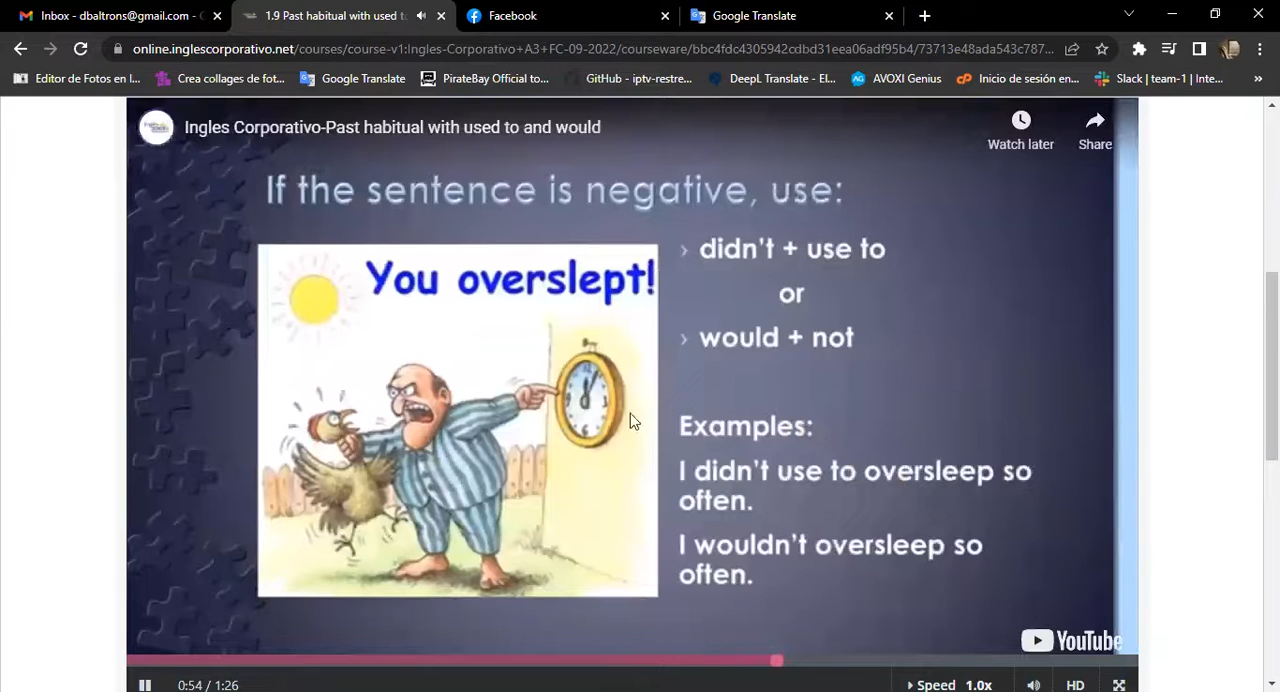 Inbox - dbaltrons@gmail.com -
1.9 Past habitual with used to
Facebook
Google Translate
online.inglescorporativo.net/courses/course-v1:Ingles-Corporativo+A3+FC-09-2022/courseware/bbc4fdc4305942cdbd31eea06adf95b4/73713e48ada543c787...
Editor de Fotos en l...
Crea collages de fot...
Google Translate
PirateBay Official to...
GitHub - iptv-restre...
DeepL Translate - El...
AVOXI Genius
Inicio de sesión en...
Slack | team-1 | Inte...
»
Ingles Corporativo-Past habitual with used to and would
Watch later
Share
If the sentence is negative, use:
You overslept!
› didn't + use to
or
› would + not
Examples:
I didn't use to oversleep so
often.
I wouldn't oversleep so
often.
YouTube
0:54 / 1:26
Speed 1.0x
HD